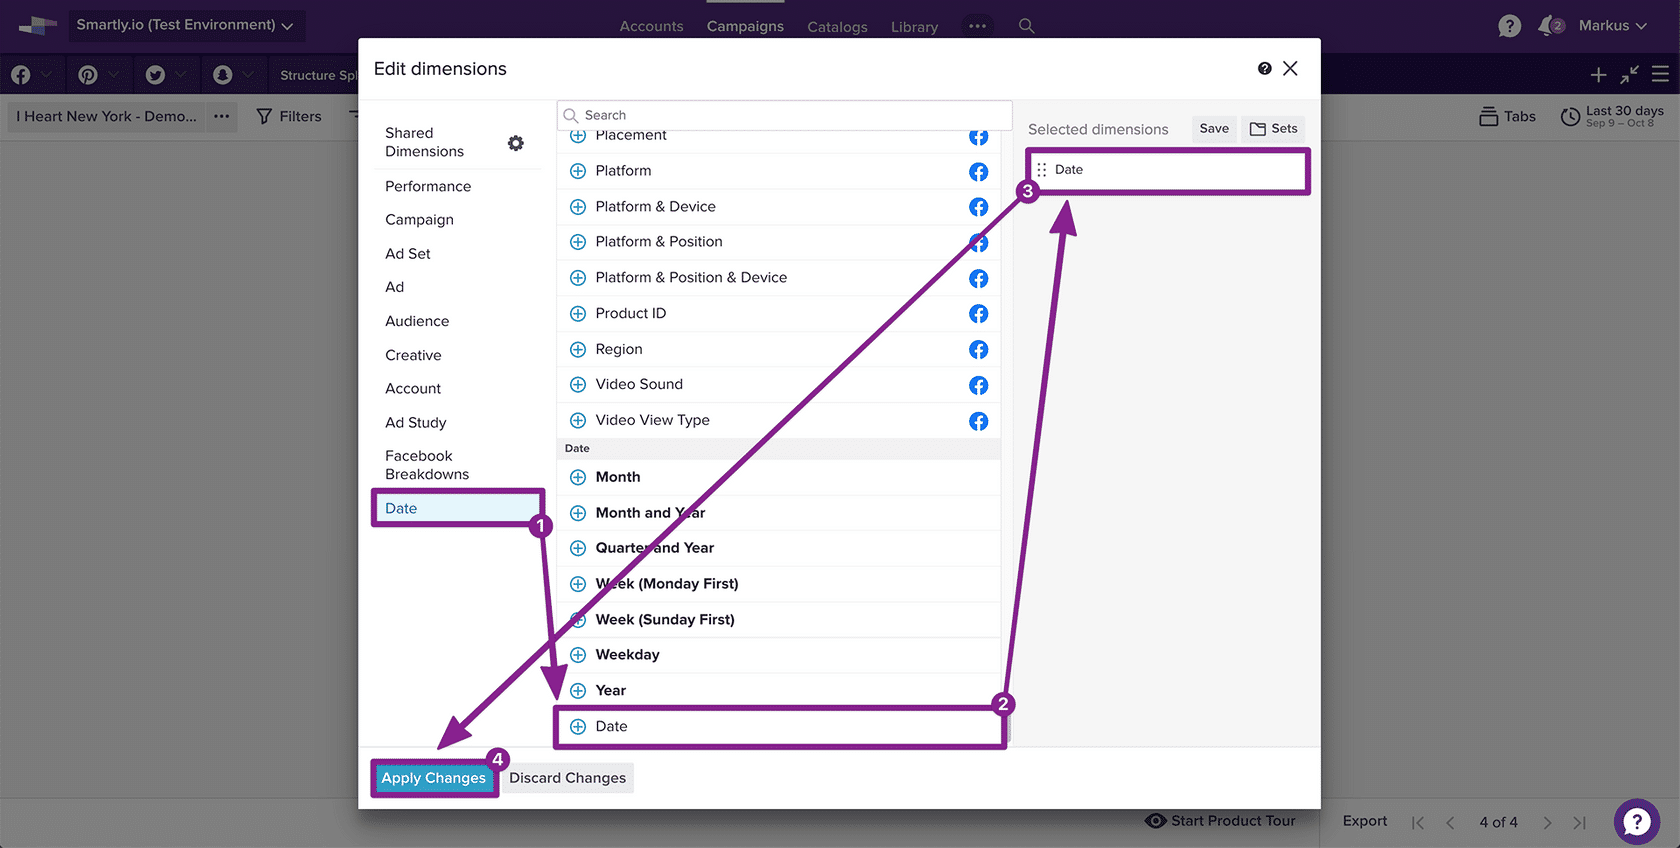 Smartly.io (Test Environment)
Accounts
Campaigns
Catalogs
Library
2
Markus
Structure Spl
I Heart New York - Demo...
Filters
Tabs
Last 30 days
Sep 9 – Oct 8
Edit dimensions
Shared
Dimensions
Performance
Campaign
Ad Set
Ad
Audience
Creative
Account
Ad Study
Facebook
Breakdowns
Date
1
Search
Placement
Platform
Platform & Device
Platform & Position
Platform & Position & Device
Product ID
Region
Video Sound
Video View Type
Date
Month
Month and Year
Quarter and Year
Week (Monday First)
Week (Sunday First)
Weekday
Year
2
Date
Selected dimensions
Save
Sets
Date
3
4
Apply Changes
Discard Changes
Start Product Tour
Export
4 of 4